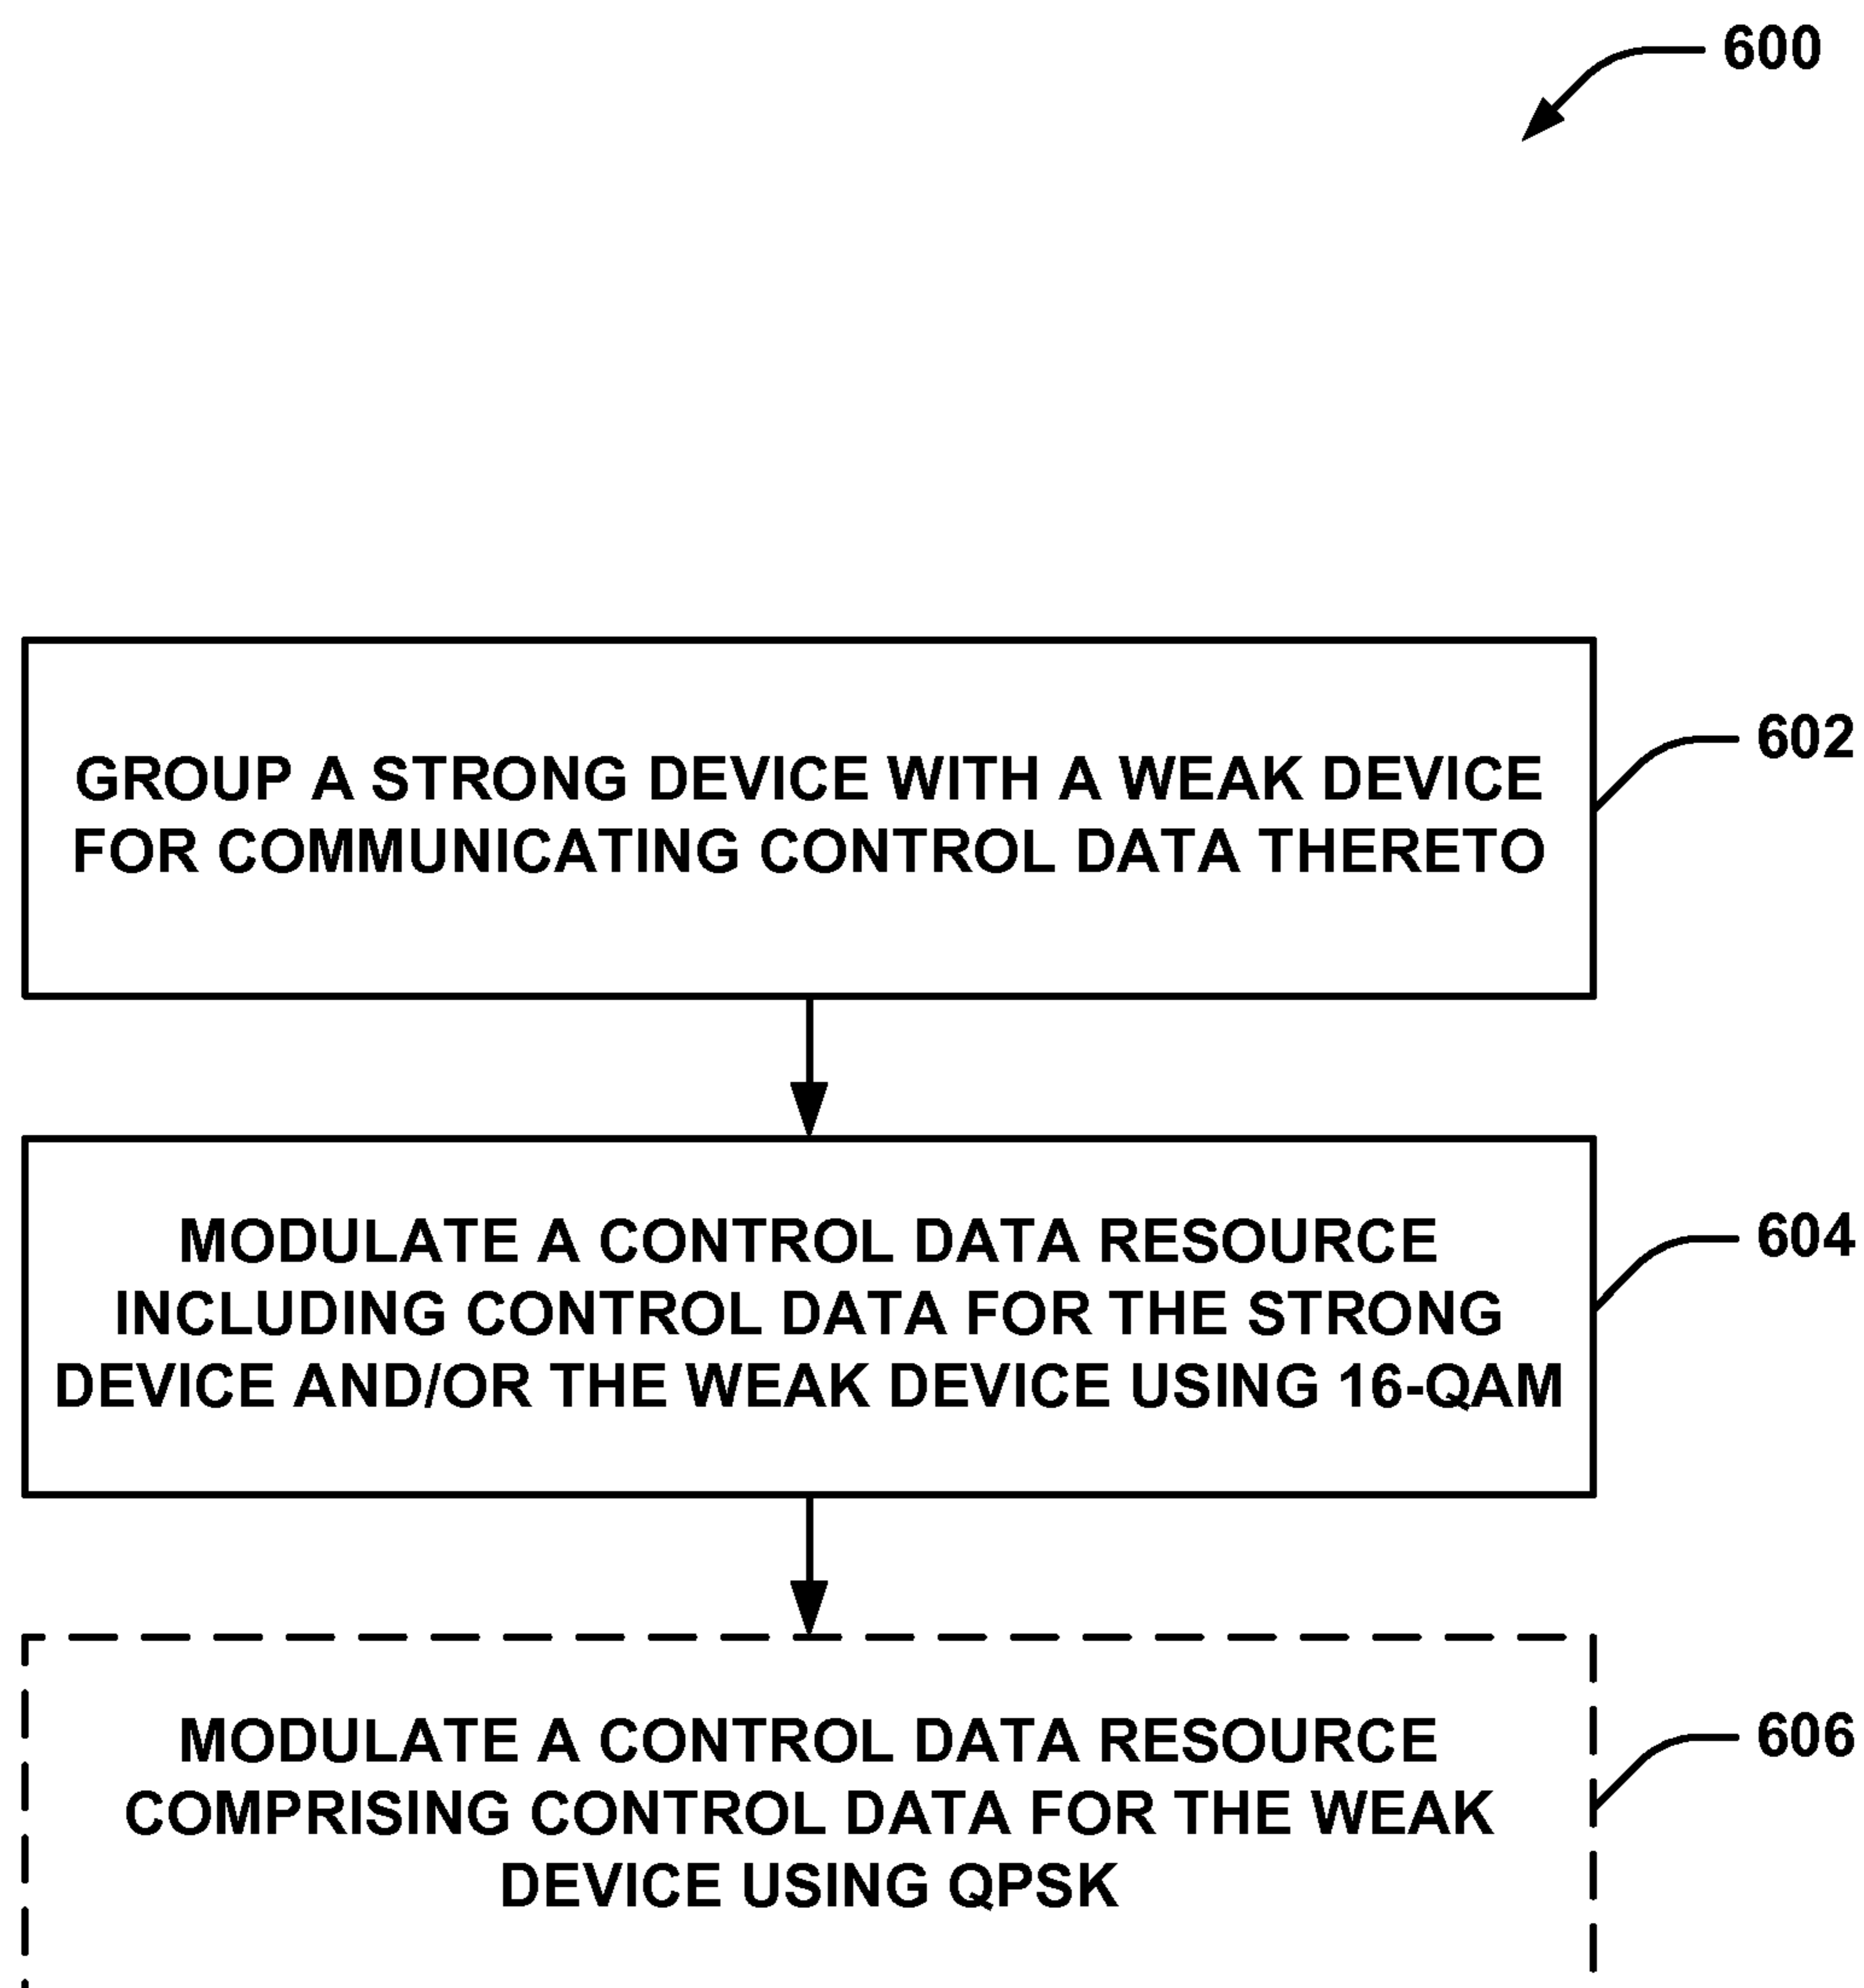 600
GROUP A STRONG DEVICE WITH A WEAK DEVICE
FOR COMMUNICATING CONTROL DATA THERETO
602
MODULATE A CONTROL DATA RESOURCE
INCLUDING CONTROL DATA FOR THE STRONG
DEVICE AND/OR THE WEAK DEVICE USING 16-QAM
604
MODULATE A CONTROL DATA RESOURCE
COMPRISING CONTROL DATA FOR THE WEAK
DEVICE USING QPSK
606